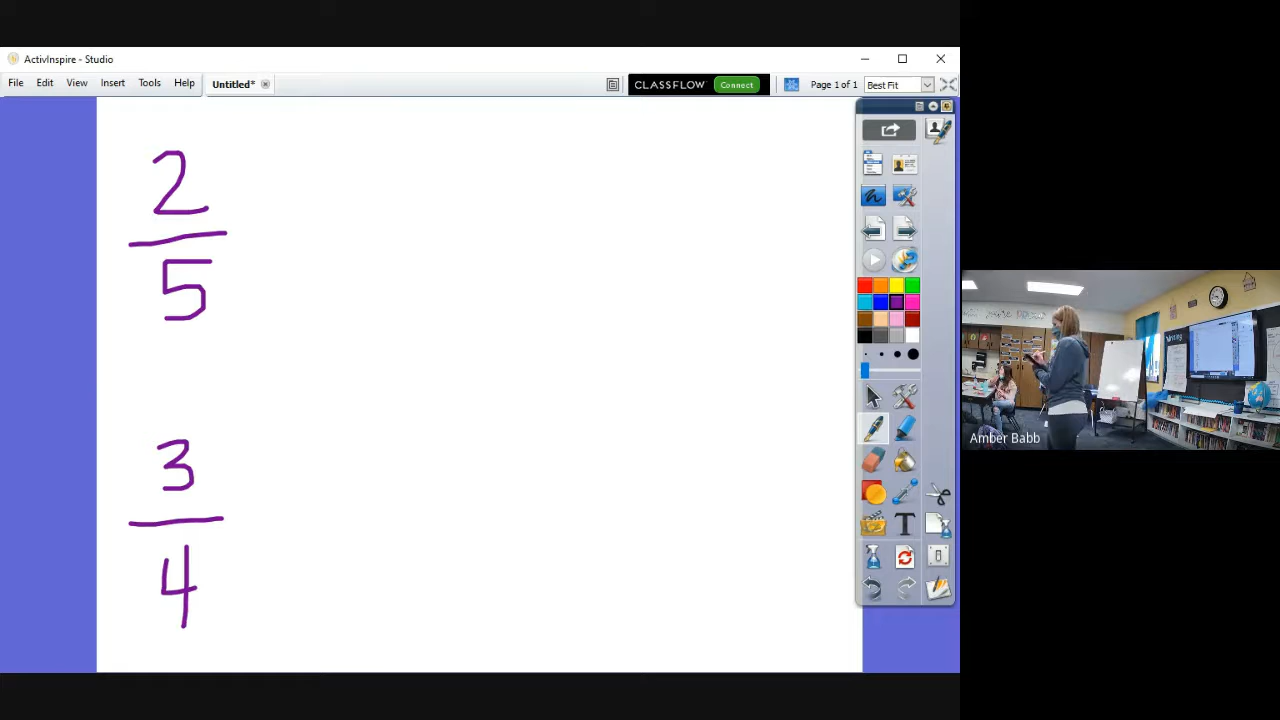 ActivInspire - Studio
File Edit Insert Tools Help Untitled* CLASSFLOW Connect Page 1 of 1 Best Fit
2
5
3
4
T
Amber Babb